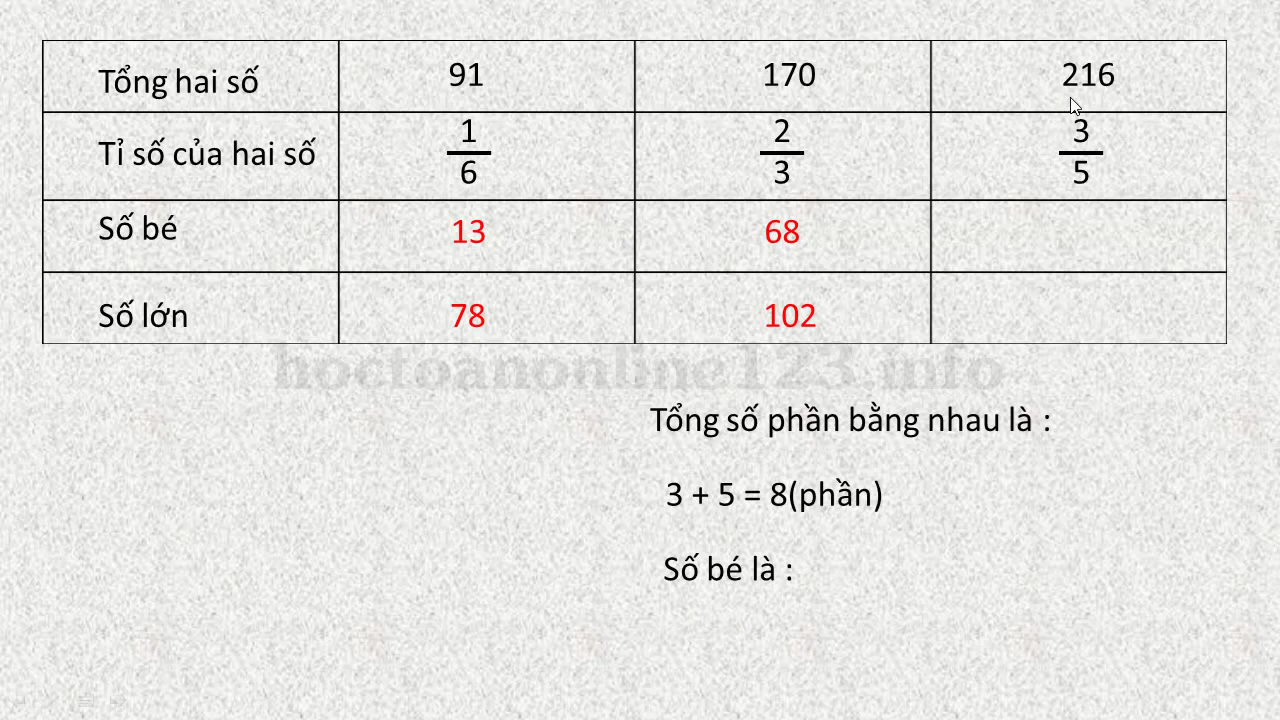 Tổng hai số 91 170 216
Tỉ số của hai số 1/6 2/3 3/5
Số bé 13 68
Số lớn 78 102
hoctoanonline123.info
Tổng số phần bằng nhau là :
3 + 5 = 8(phần)
Số bé là :